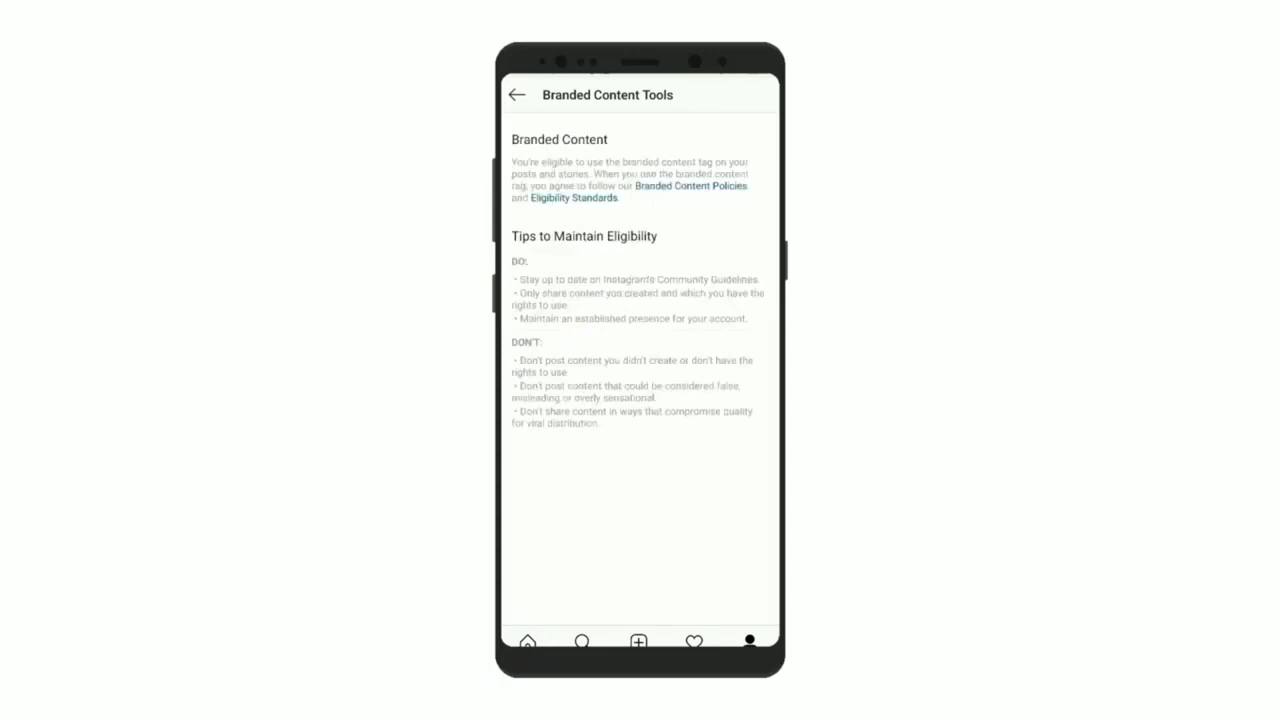 Branded Content Tools
Branded Content
You're eligible to use the branded content tag on your
posts and stories. When you use the branded content
tag, you agree to follow our Branded Content Policies
and Eligibility Standards.
Tips to Maintain Eligibility
DO:
• Stay up to date on Instagram's Community Guidelines.
• Only share content you created and which you have the
rights to use.
• Maintain an established presence for your account.
DON'T:
• Don't post content you didn't create or don't have the
rights to use
• Don't post content that could be considered false,
misleading or overly sensational.
• Don't share content in ways that compromise quality
for viral distribution.